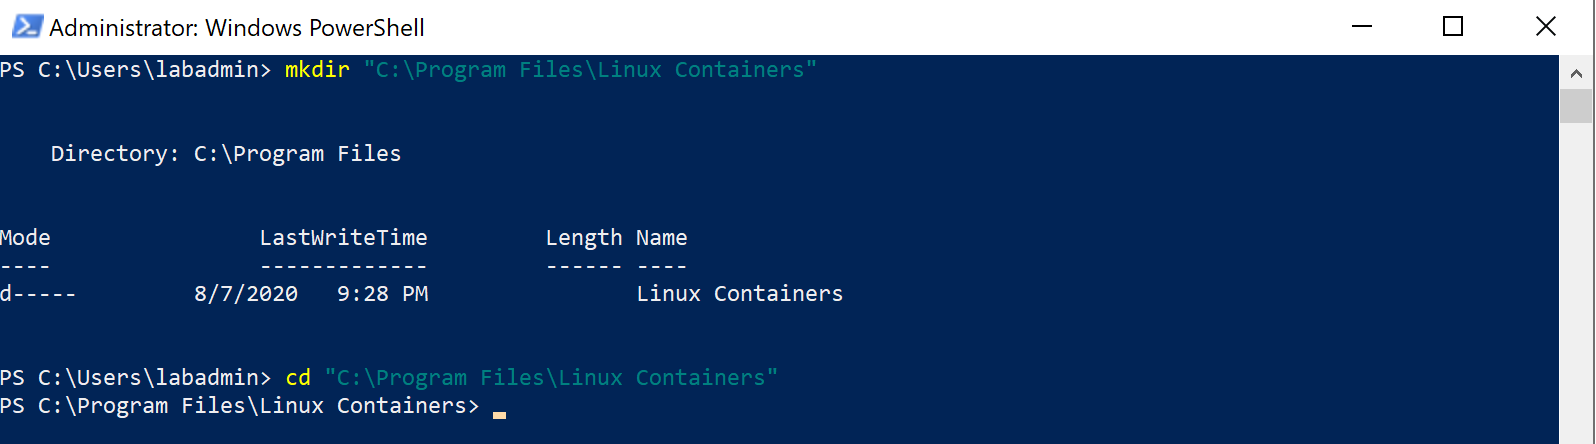 Administrator: Windows PowerShell
PS C:\Users\labadmin> mkdir "C:\Program Files\Linux Containers"
Directory: C:\Program Files
Mode                LastWriteTime         Length Name
----                -------------         ------ ----
d-----         8/7/2020   9:28 PM                Linux Containers
PS C:\Users\labadmin> cd "C:\Program Files\Linux Containers"
PS C:\Program Files\Linux Containers>